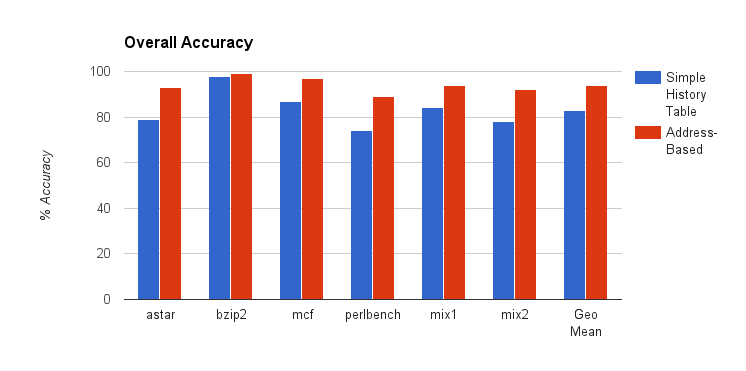 Overall Accuracy
100
80
60
40
20
0
% Accuracy
astar
bzip2
mcf
perlbench
mix1
mix2
Geo
Mean
Simple
History
Table
Address-
Based